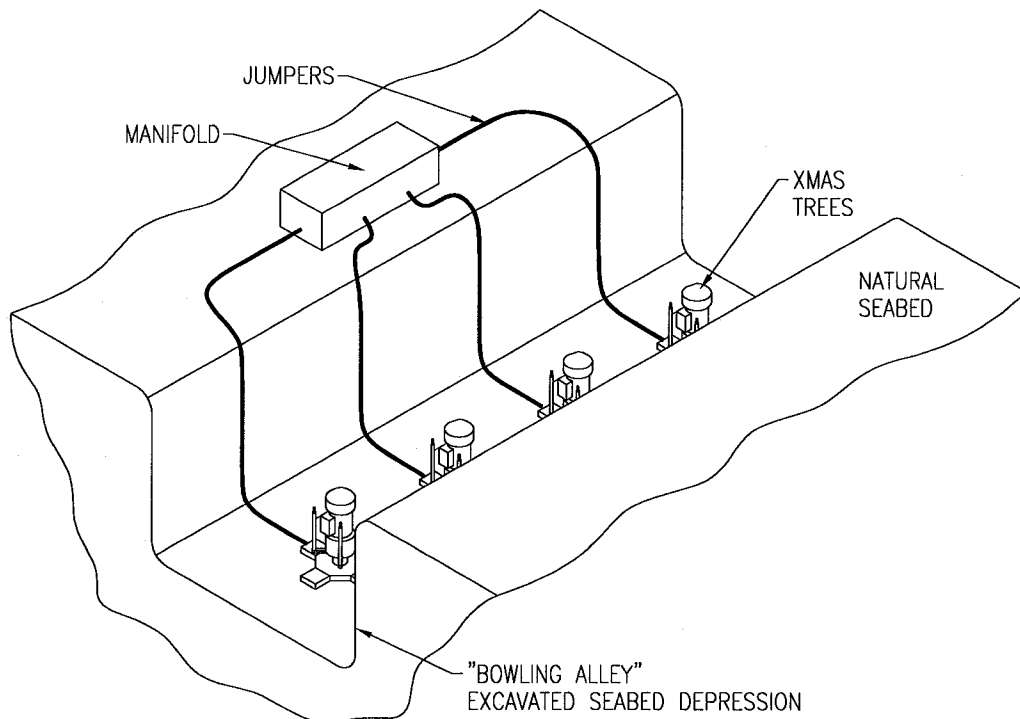 JUMPERS
MANIFOLD
XMAS
TREES
NATURAL
SEABED
"BOWLING ALLEY"
EXCAVATED SEABED DEPRESSION